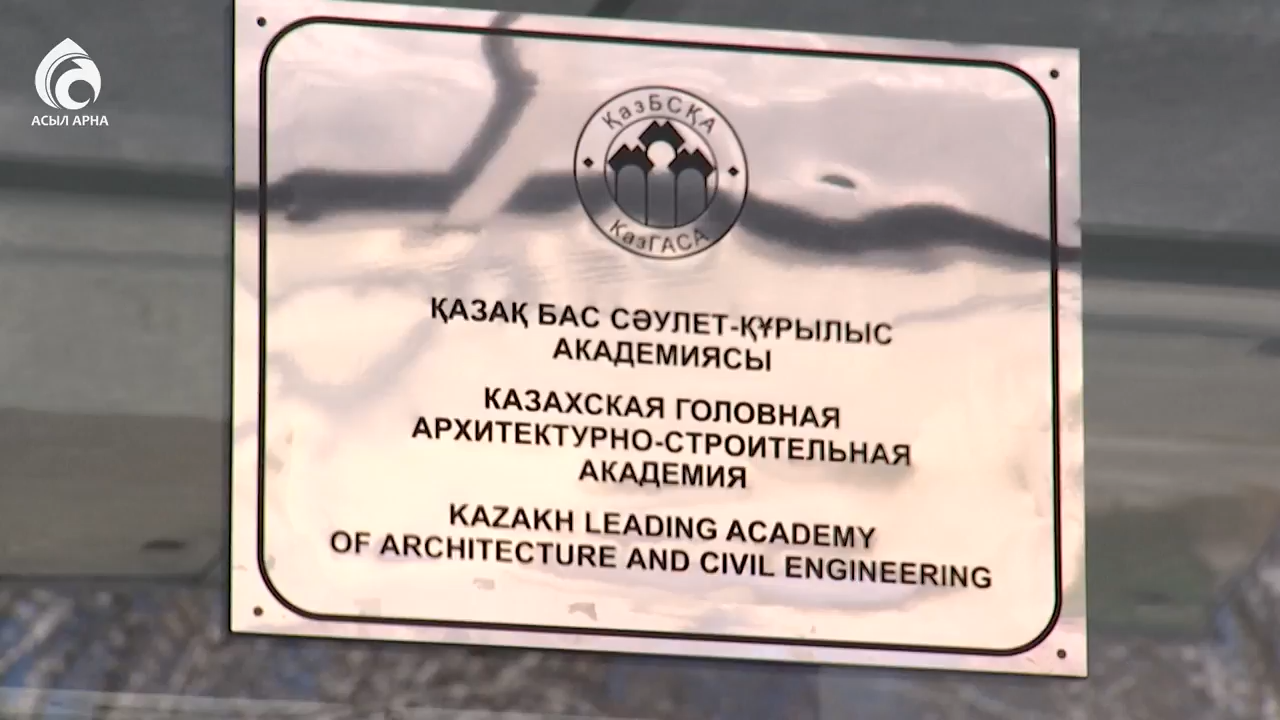 АСЫЛ АРНА
ҚазБСҚА
ҚазГАСА
ҚАЗАҚ БАС СӘУЛЕТ-ҚҰРЫЛЫС
АКАДЕМИЯСЫ
КАЗАХСКАЯ ГОЛОВНАЯ
АРХИТЕКТУРНО-СТРОИТЕЛЬНАЯ
АКАДЕМИЯ
KAZAKH LEADING ACADEMY
OF ARCHITECTURE AND CIVIL ENGINEERING